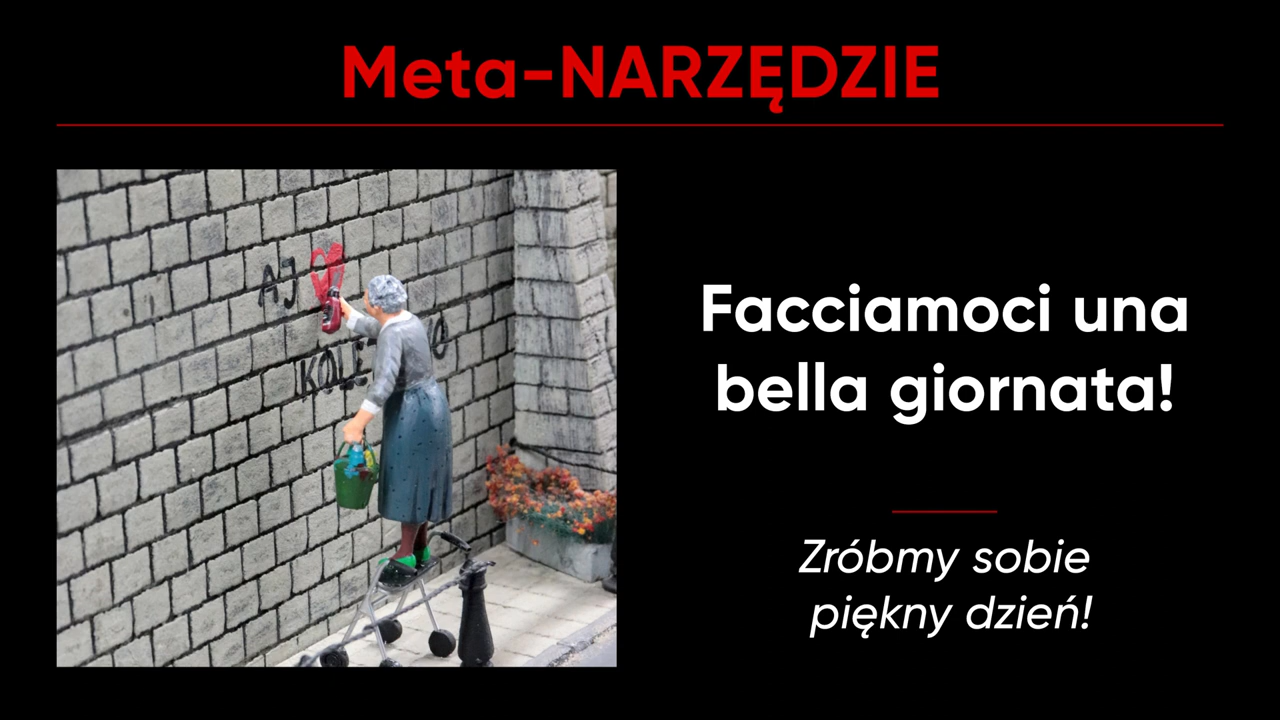 Meta-NARZĘDZIE
AJ
Facciamoci una
bella giornata!
Zróbmy sobie
piękny dzień!